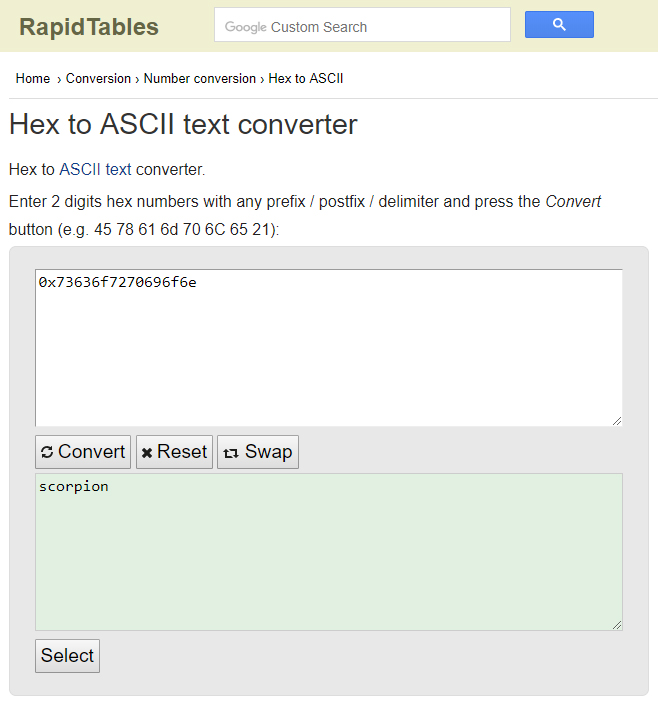 RapidTables
Google Custom Search
Home › Conversion › Number conversion › Hex to ASCII
Hex to ASCII text converter
Hex to ASCII text converter.
Enter 2 digits hex numbers with any prefix / postfix / delimiter and press the Convert
button (e.g. 45 78 61 6d 70 6C 65 21):
0x73636f7270696f6e
Convert Reset Swap
scorpion
Select